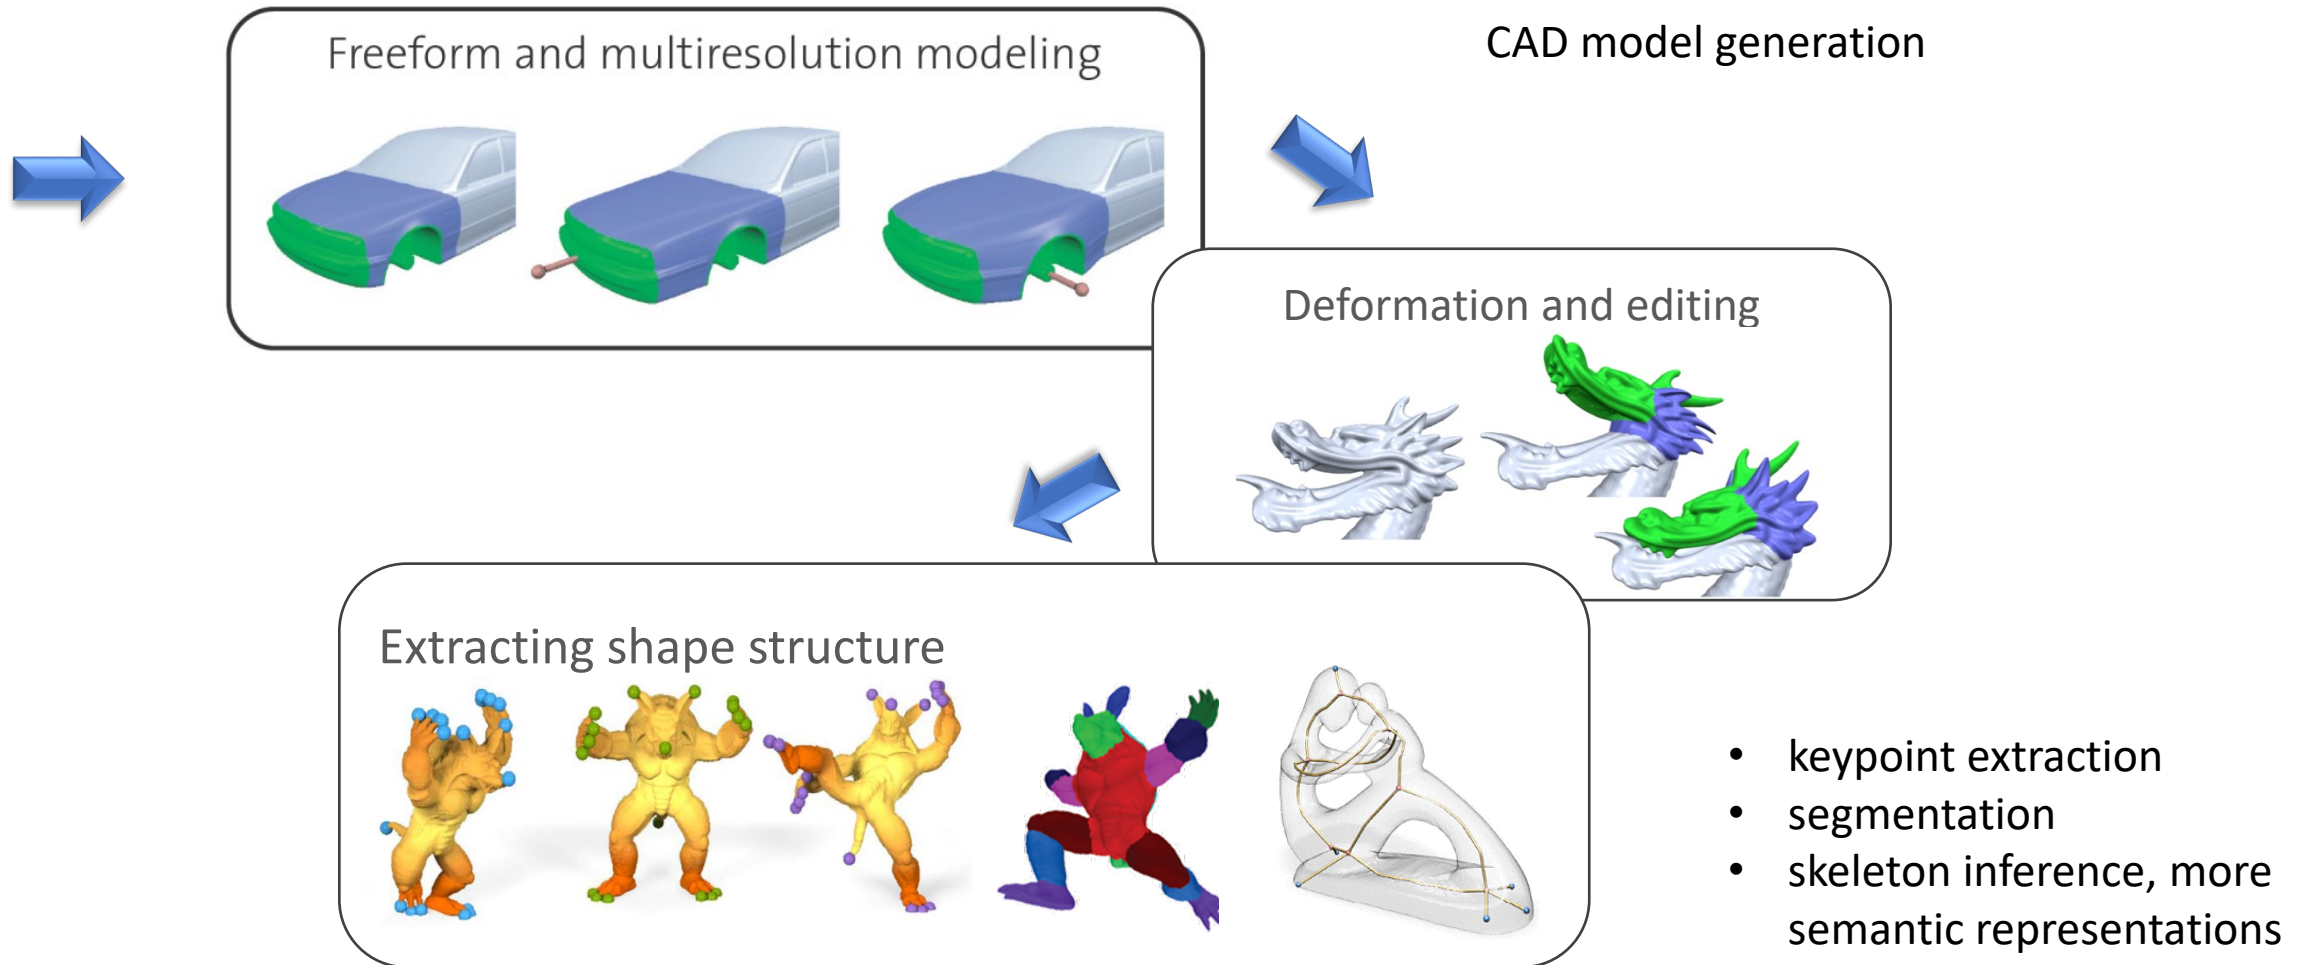 Freeform and multiresolution modeling
CAD model generation
Deformation and editing
Extracting shape structure
• keypoint extraction
• segmentation
• skeleton inference, more
semantic representations